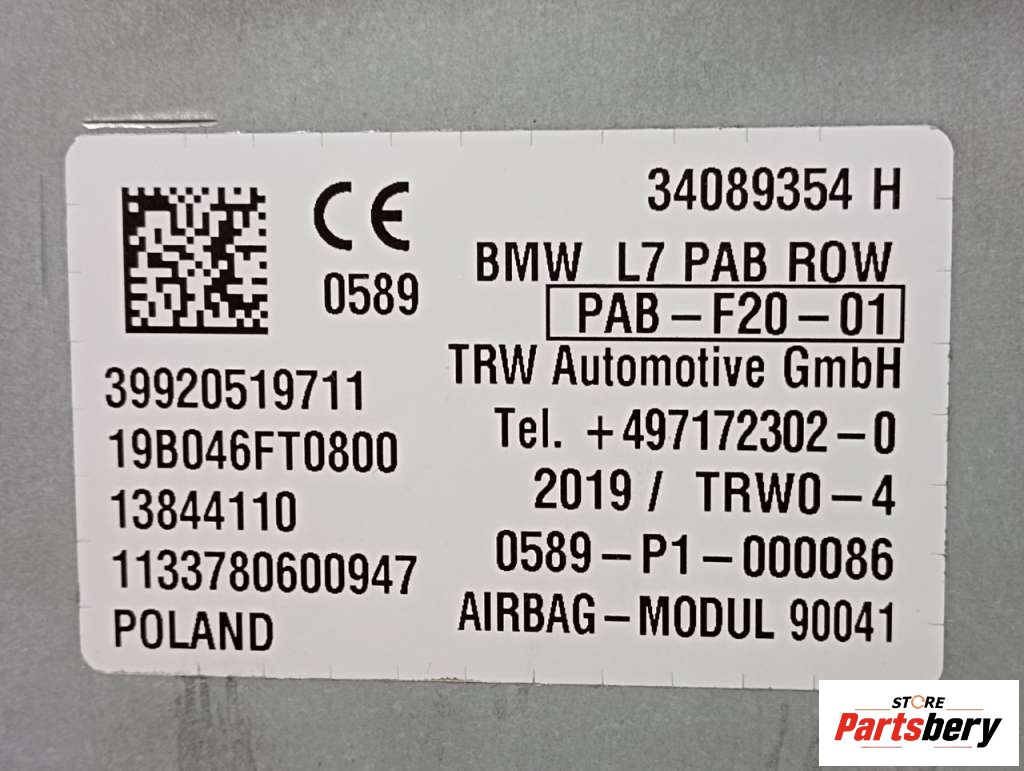 CE
0589
39920519711
19B046FT0800
13844110
1133780600947
POLAND
34089354 H
BMW L7 PAB ROW
PAB-F20-01
TRW Automotive GmbH
Tel. +497172302-0
2019/ TRW0-4
0589-P1-000086
AIRBAG-MODUL 90041
STORE
Partsbery